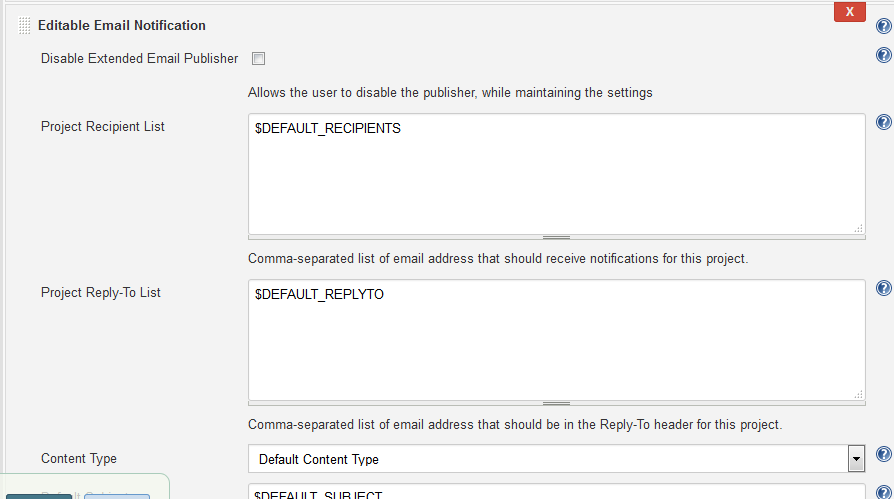 X
Editable Email Notification
Disable Extended Email Publisher
Allows the user to disable the publisher, while maintaining the settings
Project Recipient List
$DEFAULT_RECIPIENTS
Comma-separated list of email address that should receive notifications for this project.
Project Reply-To List
$DEFAULT_REPLYTO
Comma-separated list of email address that should be in the Reply-To header for this project.
Content Type
Default Content Type
$DEFAULT_SUBJECT